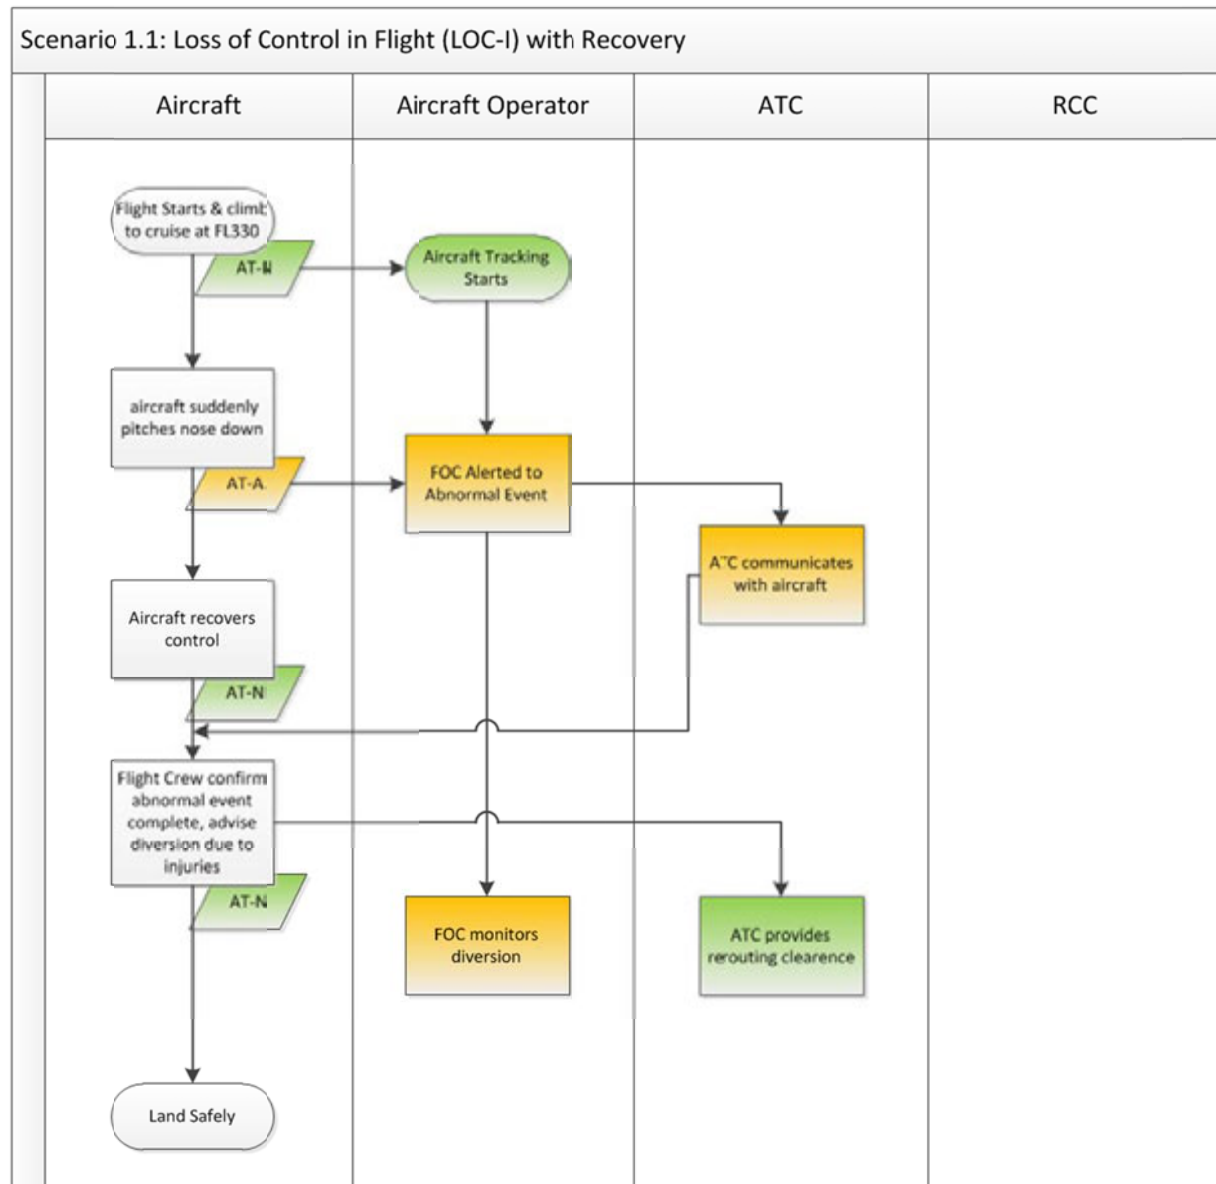 Scenario 1.1: Loss of Control in Flight (LOC-I) with Recovery
Aircraft
Aircraft Operator
ATC
RCC
Flight Starts & climb
to cruise at FL330
AT-N
Aircraft Tracking
Starts
aircraft suddenly
pitches nose down
AT-A
FOC Alerted to
Abnormal Event
ATC communicates
with aircraft
Aircraft recovers
control
AT-N
Flight Crew confirm
abnormal event
complete, advise
diversion due to
injuries
AT-N
FOC monitors
diversion
ATC provides
rerouting clearence
Land Safely